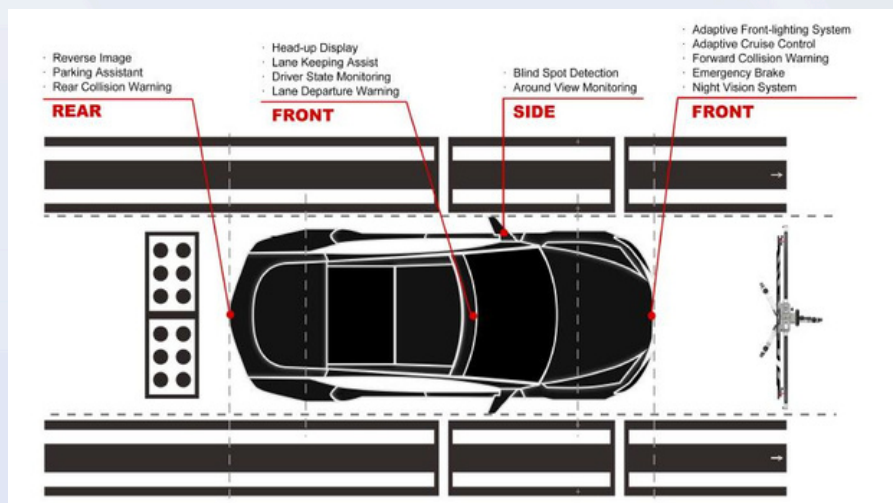 · Reverse Image
· Parking Assistant
· Rear Collision Warning
REAR
· Head-up Display
· Lane Keeping Assist
· Driver State Monitoring
· Lane Departure Warning
FRONT
· Blind Spot Detection
· Around View Monitoring
SIDE
· Adaptive Front-lighting System
· Adaptive Cruise Control
· Forward Collision Warning
· Emergency Brake
· Night Vision System
FRONT